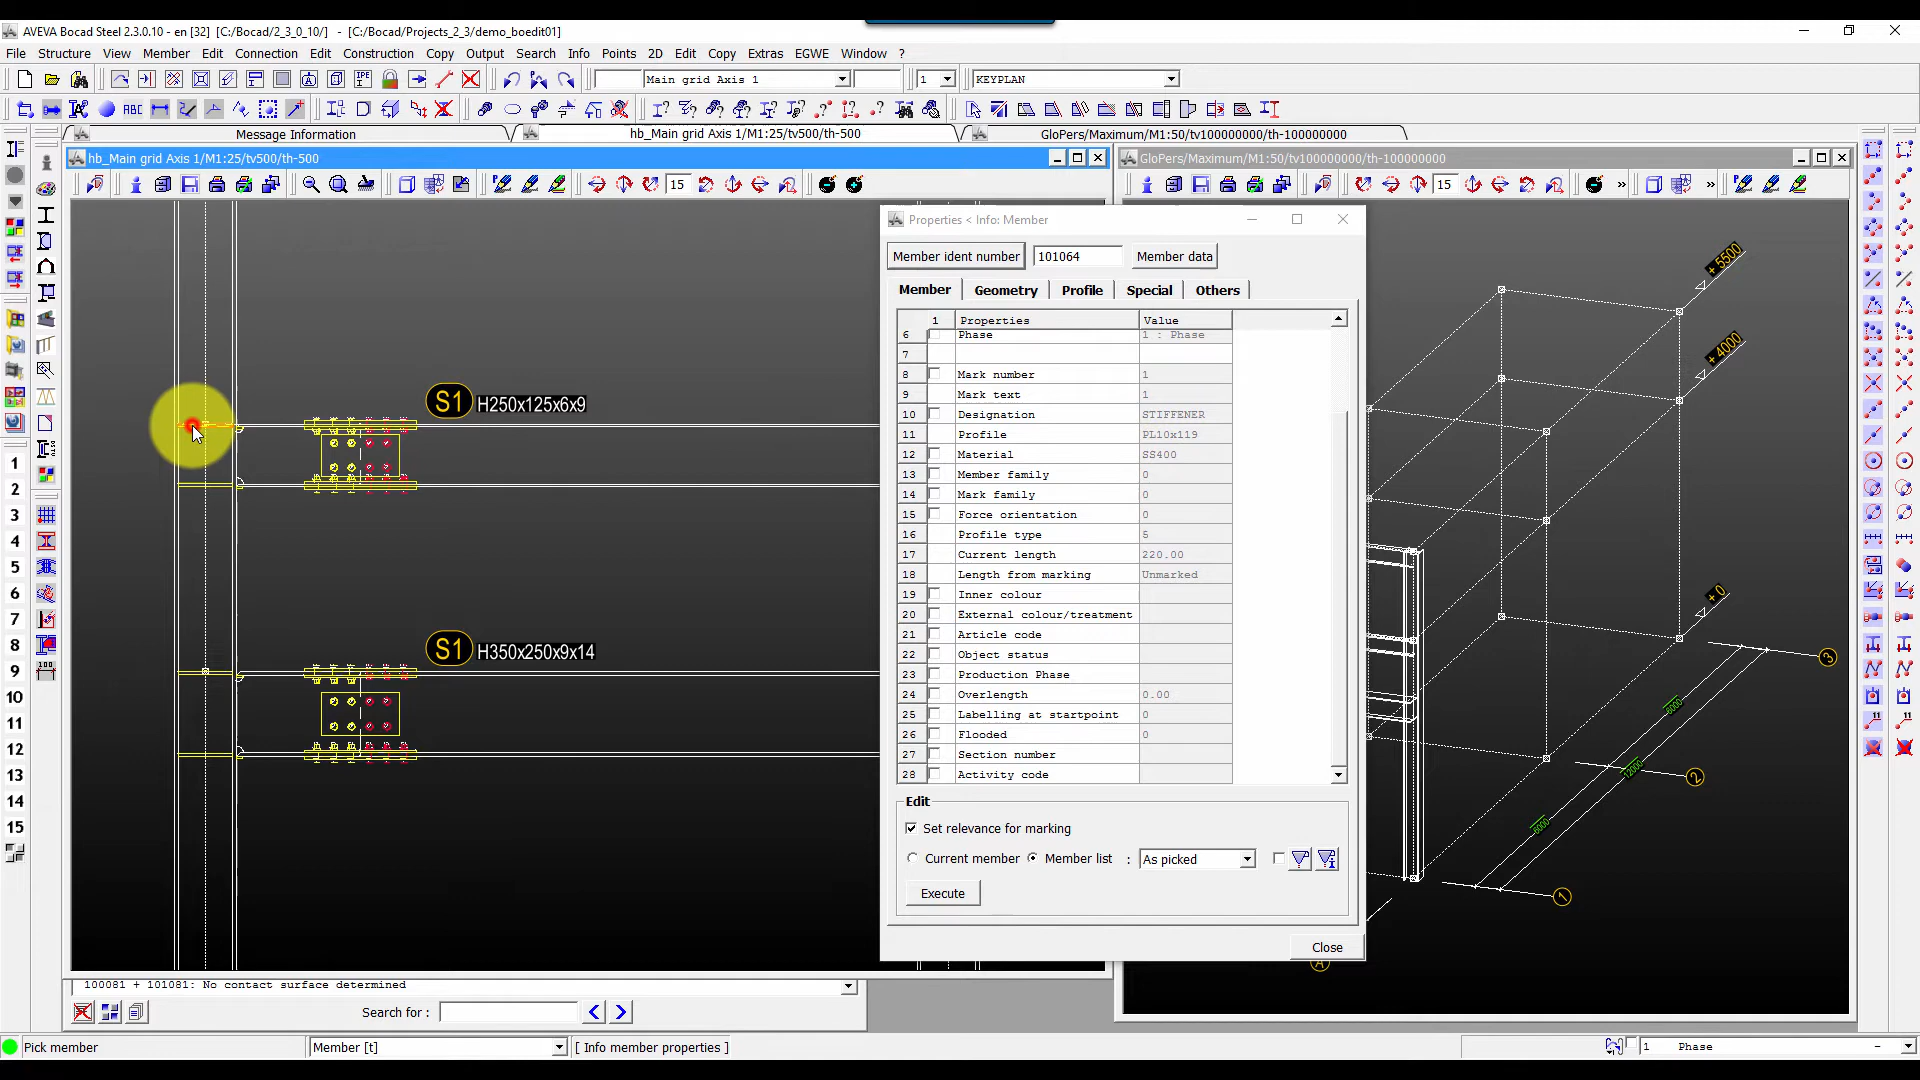 AVEVA Bocad Steel 2.3.0.10 - en [32] [C:/Bocad/2_3_0_10/] - [C:/Bocad/Projects_2_3/demo_boedit01]
File Structure View Member Edit Connection Edit Construction Copy Output Search Info Points 2D Edit Copy Extras EGWE Window ?
Main grid Axis 1 1 KEYPLAN
ABC
Message Information hb_Main grid Axis 1/M1:25/tv500/th-500 GloPers/Maximum/M1:50/tv100000000/th-100000000
hb_Main grid Axis 1/M1:25/tv500/th-500 GloPers/Maximum/M1:50/tv100000000/th-100000000
15 » 15 » »
Properties < Info: Member
Member ident number 101064 Member data
Member Geometry Profile Special Others
1 Properties Value
6 Phase 1 : Phase
7
8 Mark number 1
9 Mark text 1
10 Designation STIFFENER
11 Profile PL10x119
12 Material SS400
13 Member family 0
14 Mark family 0
15 Force orientation 0
16 Profile type 5
17 Current length 220.00
18 Length from marking Unmarked
19 Inner colour
20 External colour/treatment
21 Article code
22 Object status
23 Production Phase
24 Overlength 0.00
25 Labelling at startpoint 0
26 Flooded 0
27 Section number
28 Activity code
Edit
Set relevance for marking
Current member Member list : As picked
Execute
Close
S1 H250x125x6x9
S1 H350x250x9x14
+ 5500
+ 4000
+ 0
3
2
1
6000
12000
6000
A
1
2
3
4
5
6
7
8
9
10
11
12
13
14
15
100
100081 + 101081: No contact surface determined
Search for : < >
Pick member Member [t] [ Info member properties ] 1 Phase -